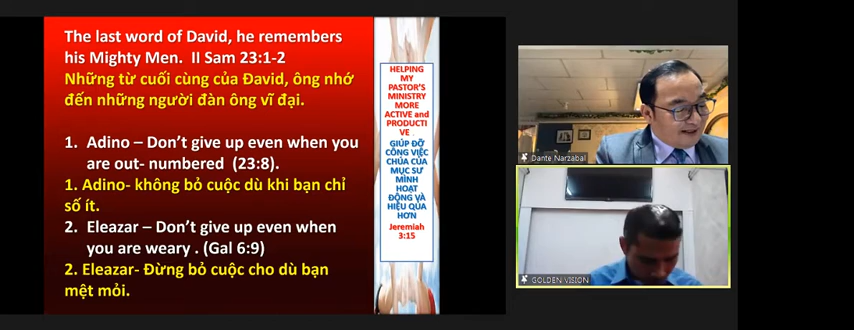 The last word of David, he remembers
his Mighty Men. II Sam 23:1-2
Những từ cuối cùng của Đavid, ông nhớ
đến những người đàn ông vĩ đại.
1. Adino – Don't give up even when you
are out- numbered (23:8).
1. Adino- không bỏ cuộc dù khi bạn chỉ
số ít.
2. Eleazar – Don't give up even when
you are weary . (Gal 6:9)
2. Eleazar- Đừng bỏ cuộc cho dù bạn
mệt mỏi.
HELPING
MY
PASTOR'S
MINISTRY
MORE
ACTIVE and
PRODUCTI
VE .
GIÚP ĐỠ
CÔNG VIỆC
CHÚA CỦA
MỤC SƯ
MÌNH
HOẠT
ĐỘNG VÀ
HIỆU QỦA
HƠN
Jeremiah
3:15
Dante Narzabal
GOLDEN VISION